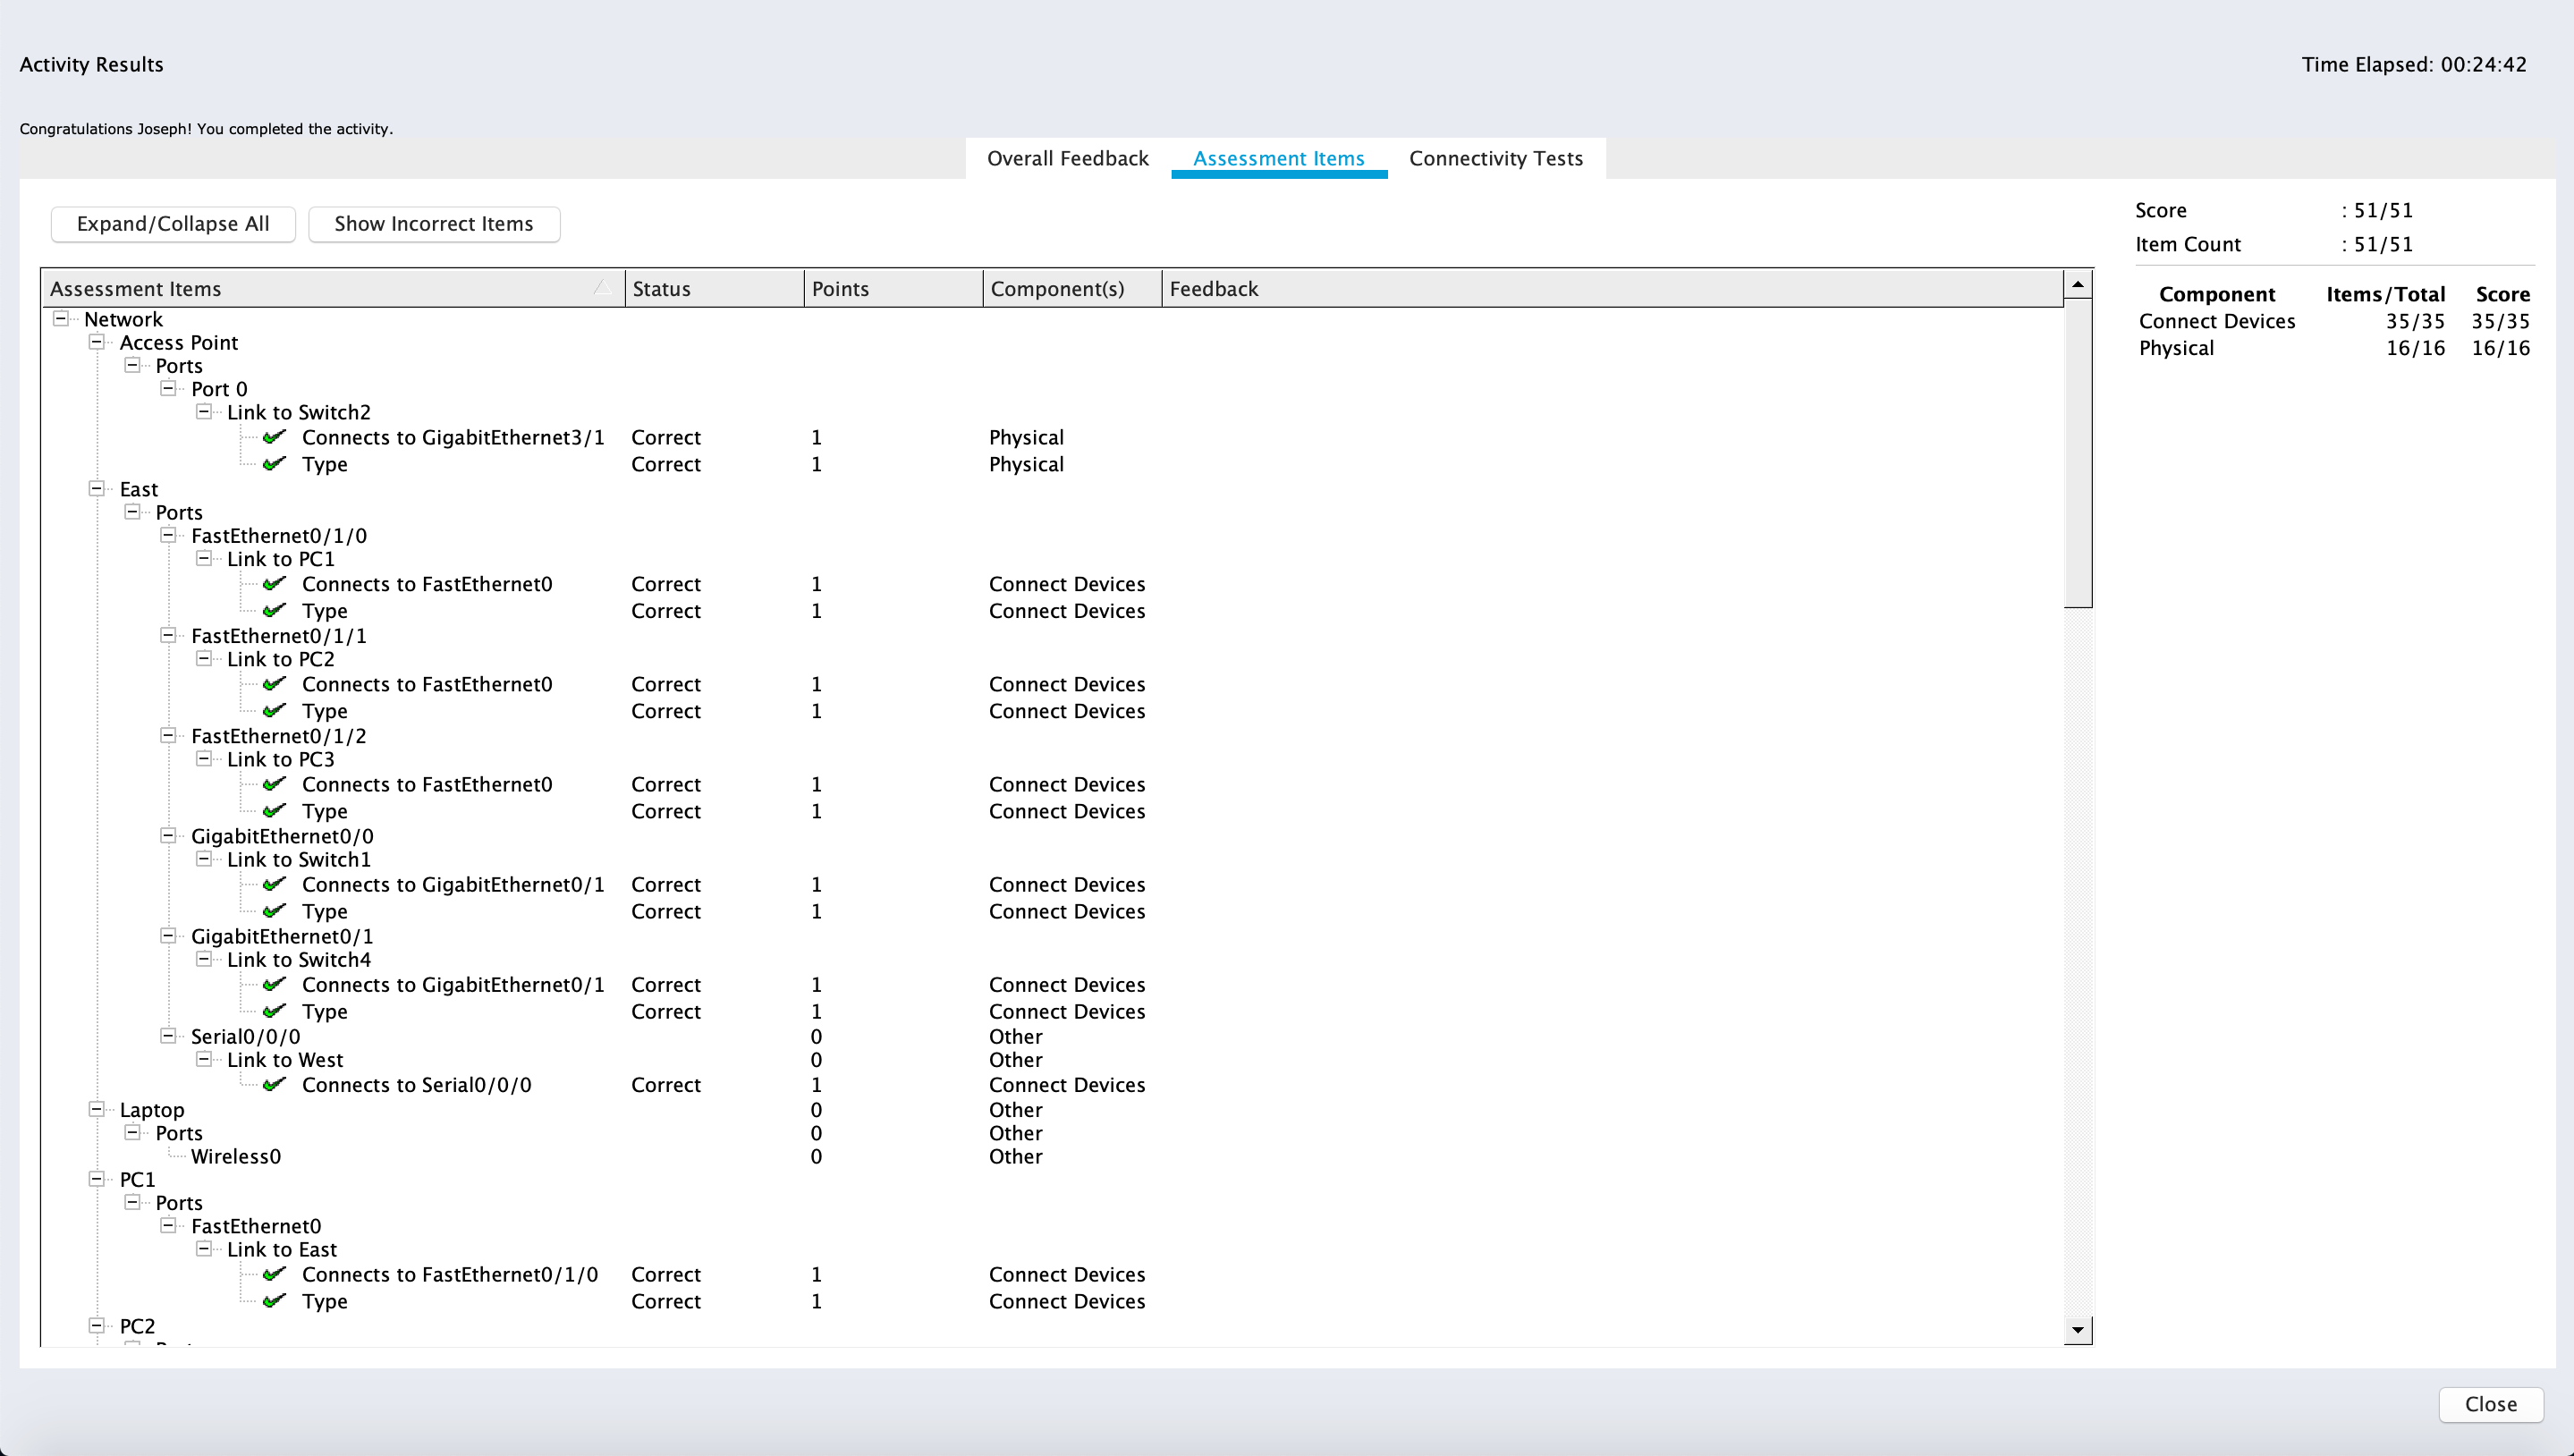 Activity Results
Time Elapsed: 00:24:42
Congratulations Joseph! You completed the activity.
Overall Feedback Assessment Items Connectivity Tests
Expand/Collapse All Show Incorrect Items
Score : 51/51
Item Count : 51/51
Component Items/Total Score
Connect Devices 35/35 35/35
Physical 16/16 16/16
Assessment Items Status Points Component(s) Feedback
Network
Access Point
Ports
Port 0
Link to Switch2
Connects to GigabitEthernet3/1 Correct 1 Physical
Type Correct 1 Physical
East
Ports
FastEthernet0/1/0
Link to PC1
Connects to FastEthernet0 Correct 1 Connect Devices
Type Correct 1 Connect Devices
FastEthernet0/1/1
Link to PC2
Connects to FastEthernet0 Correct 1 Connect Devices
Type Correct 1 Connect Devices
FastEthernet0/1/2
Link to PC3
Connects to FastEthernet0 Correct 1 Connect Devices
Type Correct 1 Connect Devices
GigabitEthernet0/0
Link to Switch1
Connects to GigabitEthernet0/1 Correct 1 Connect Devices
Type Correct 1 Connect Devices
GigabitEthernet0/1
Link to Switch4
Connects to GigabitEthernet0/1 Correct 1 Connect Devices
Type Correct 1 Connect Devices
Serial0/0/0 0 Other
Link to West 0 Other
Connects to Serial0/0/0 Correct 1 Connect Devices
Laptop 0 Other
Ports 0 Other
Wireless0 0 Other
PC1
Ports
FastEthernet0
Link to East
Connects to FastEthernet0/1/0 Correct 1 Connect Devices
Type Correct 1 Connect Devices
PC2
Close